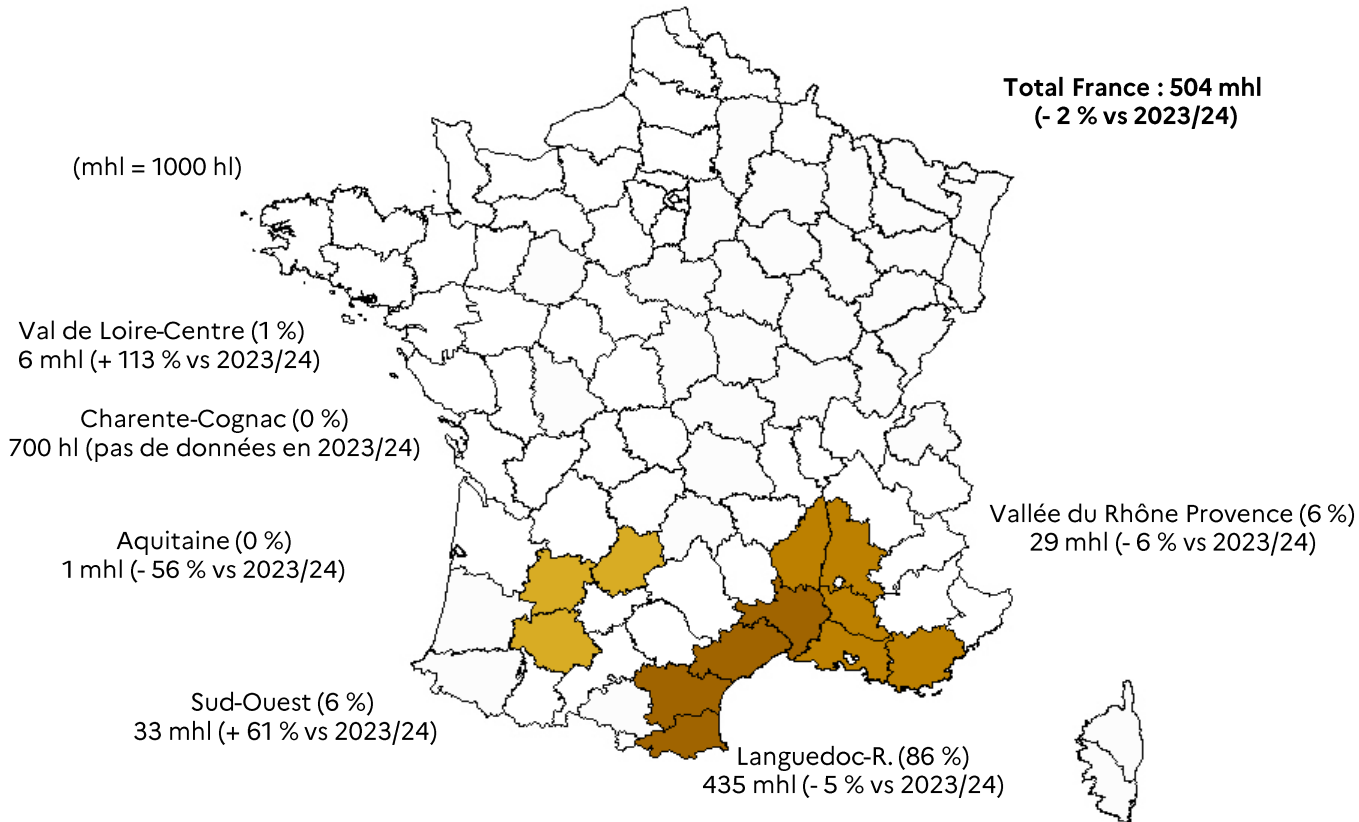 Total France : 504 mhl
(- 2 % vs 2023/24)
(mhl = 1000 hl)
Val de Loire-Centre (1 %)
6 mhl (+ 113 % vs 2023/24)
Charente-Cognac (0 %)
700 hl (pas de données en 2023/24)
Aquitaine (0 %)
1 mhl (- 56 % vs 2023/24)
Vallée du Rhône Provence (6 %)
29 mhl (- 6 % vs 2023/24)
Sud-Ouest (6 %)
33 mhl (+ 61 % vs 2023/24)
Languedoc-R. (86 %)
435 mhl (- 5 % vs 2023/24)